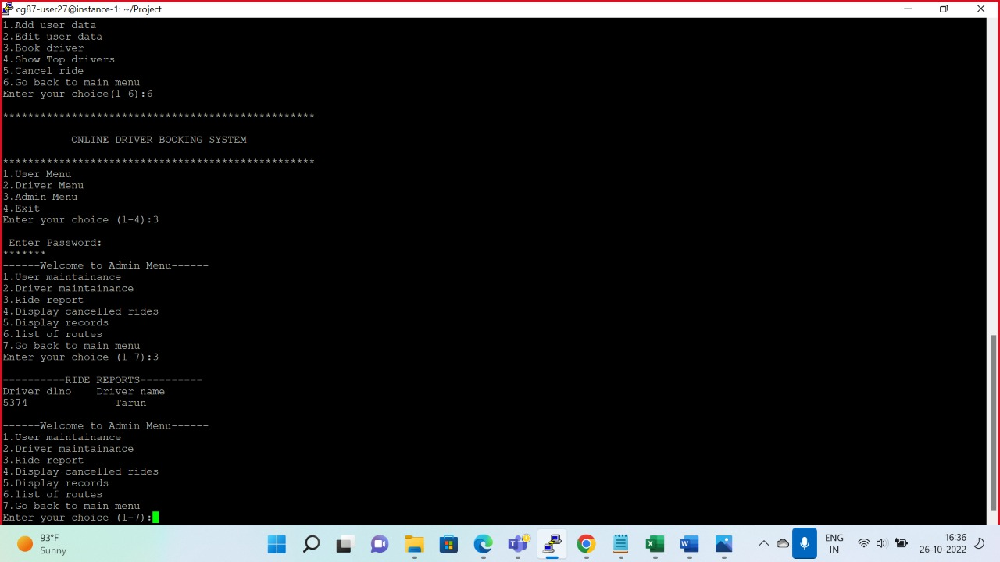 cg87-user27@instance-1: ~/Project
1.Add user data
2.Edit user data
3.Book driver
4.Show Top drivers
5.Cancel ride
6.Go back to main menu
Enter your choice(1-6):6
**************************************************
ONLINE DRIVER BOOKING SYSTEM
**************************************************
1.User Menu
2.Driver Menu
3.Admin Menu
4.Exit
Enter your choice (1-4):3
Enter Password:
*******
------Welcome to Admin Menu------
1.User maintainance
2.Driver maintainance
3.Ride report
4.Display cancelled rides
5.Display records
6.list of routes
7.Go back to main menu
Enter your choice (1-7):3
----------RIDE REPORTS----------
Driver dlno    Driver name
5374    Tarun
------Welcome to Admin Menu------
1.User maintainance
2.Driver maintainance
3.Ride report
4.Display cancelled rides
5.Display records
6.list of routes
7.Go back to main menu
Enter your choice (1-7):
93°F
Sunny
ENG
IN
16:36
26-10-2022